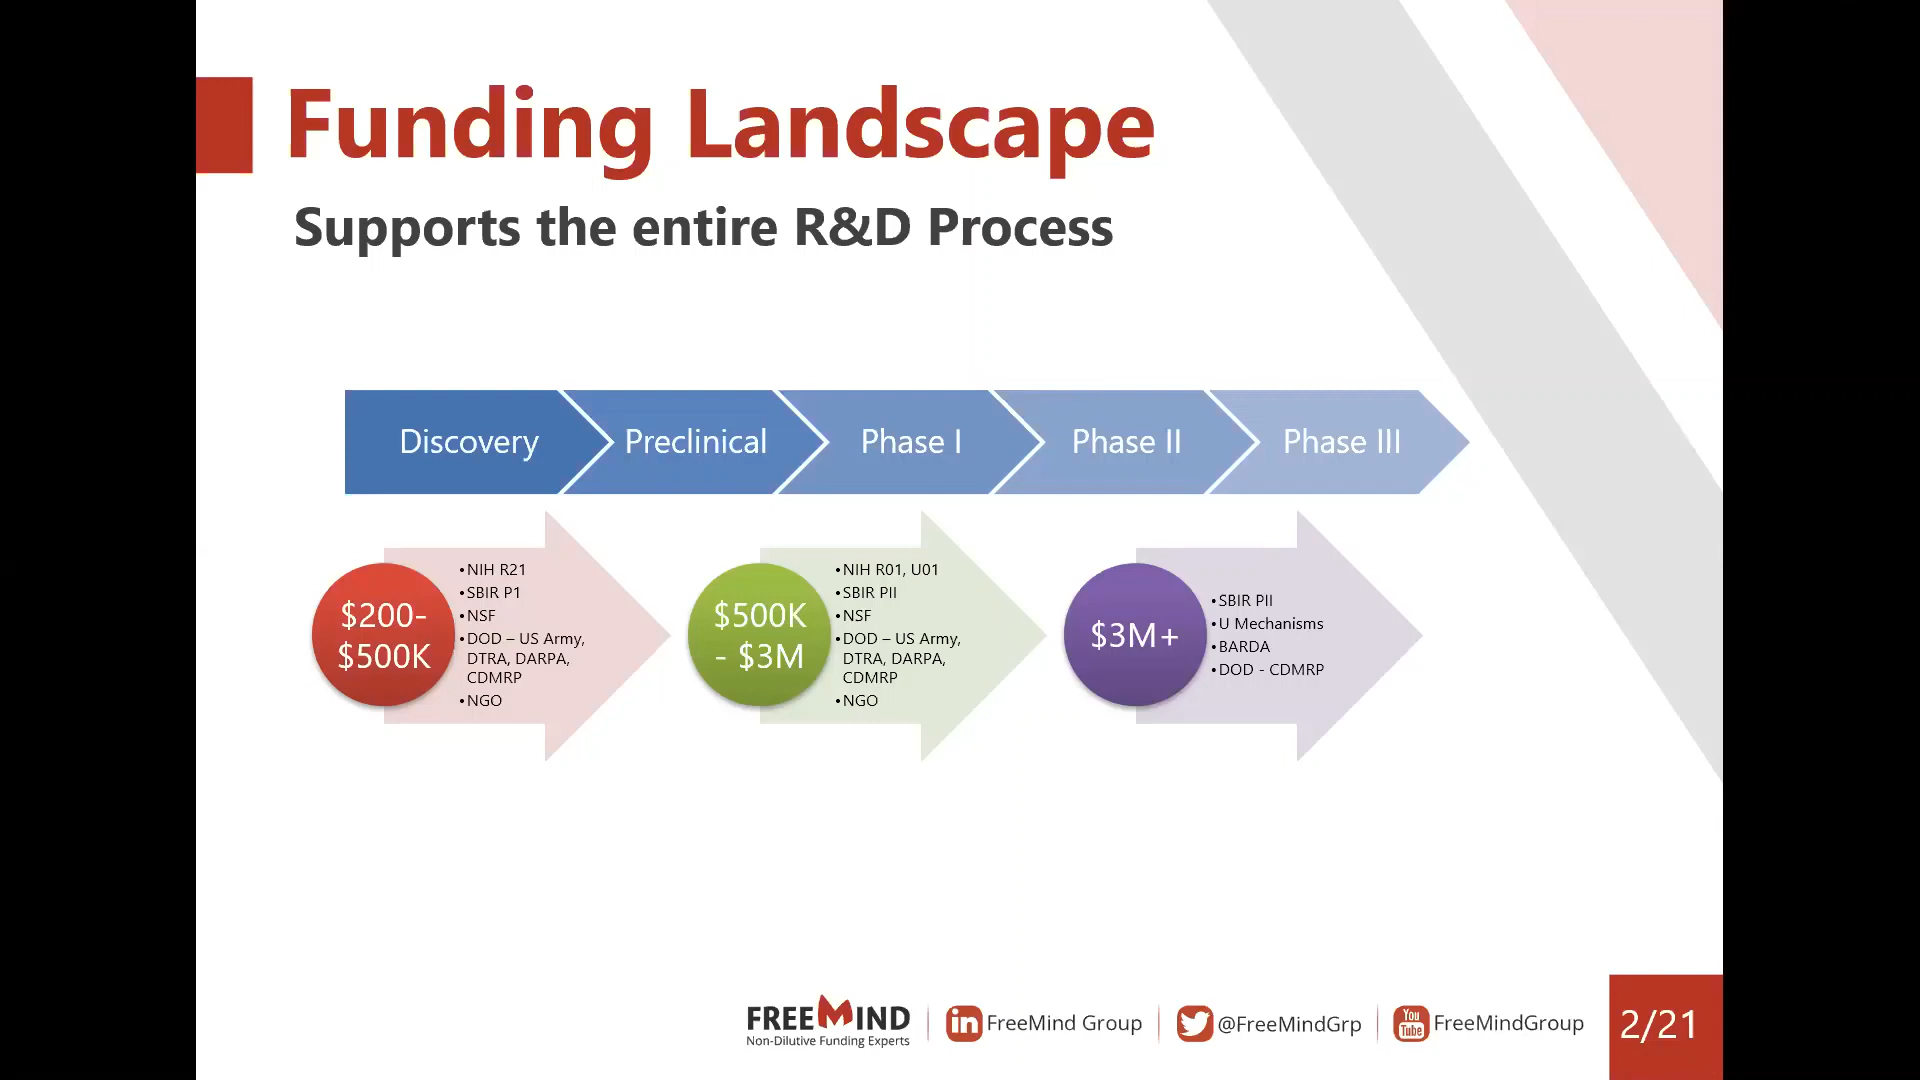 Funding Landscape
Supports the entire R&D Process
Discovery
Preclinical
Phase I
Phase II
Phase III
$200-
$500K
•NIH R21
•SBIR P1
•NSF
•DOD – US Army,
DTRA, DARPA,
CDMRP
•NGO
$500K
- $3M
•NIH R01, U01
•SBIR PII
•NSF
•DOD – US Army,
DTRA, DARPA,
CDMRP
•NGO
$3M+
•SBIR PII
•U Mechanisms
•BARDA
•DOD - CDMRP
FREEMIND
Non-Dilutive Funding Experts
in FreeMind Group
@FreeMindGrp
You
Tube
FreeMindGroup
2/21